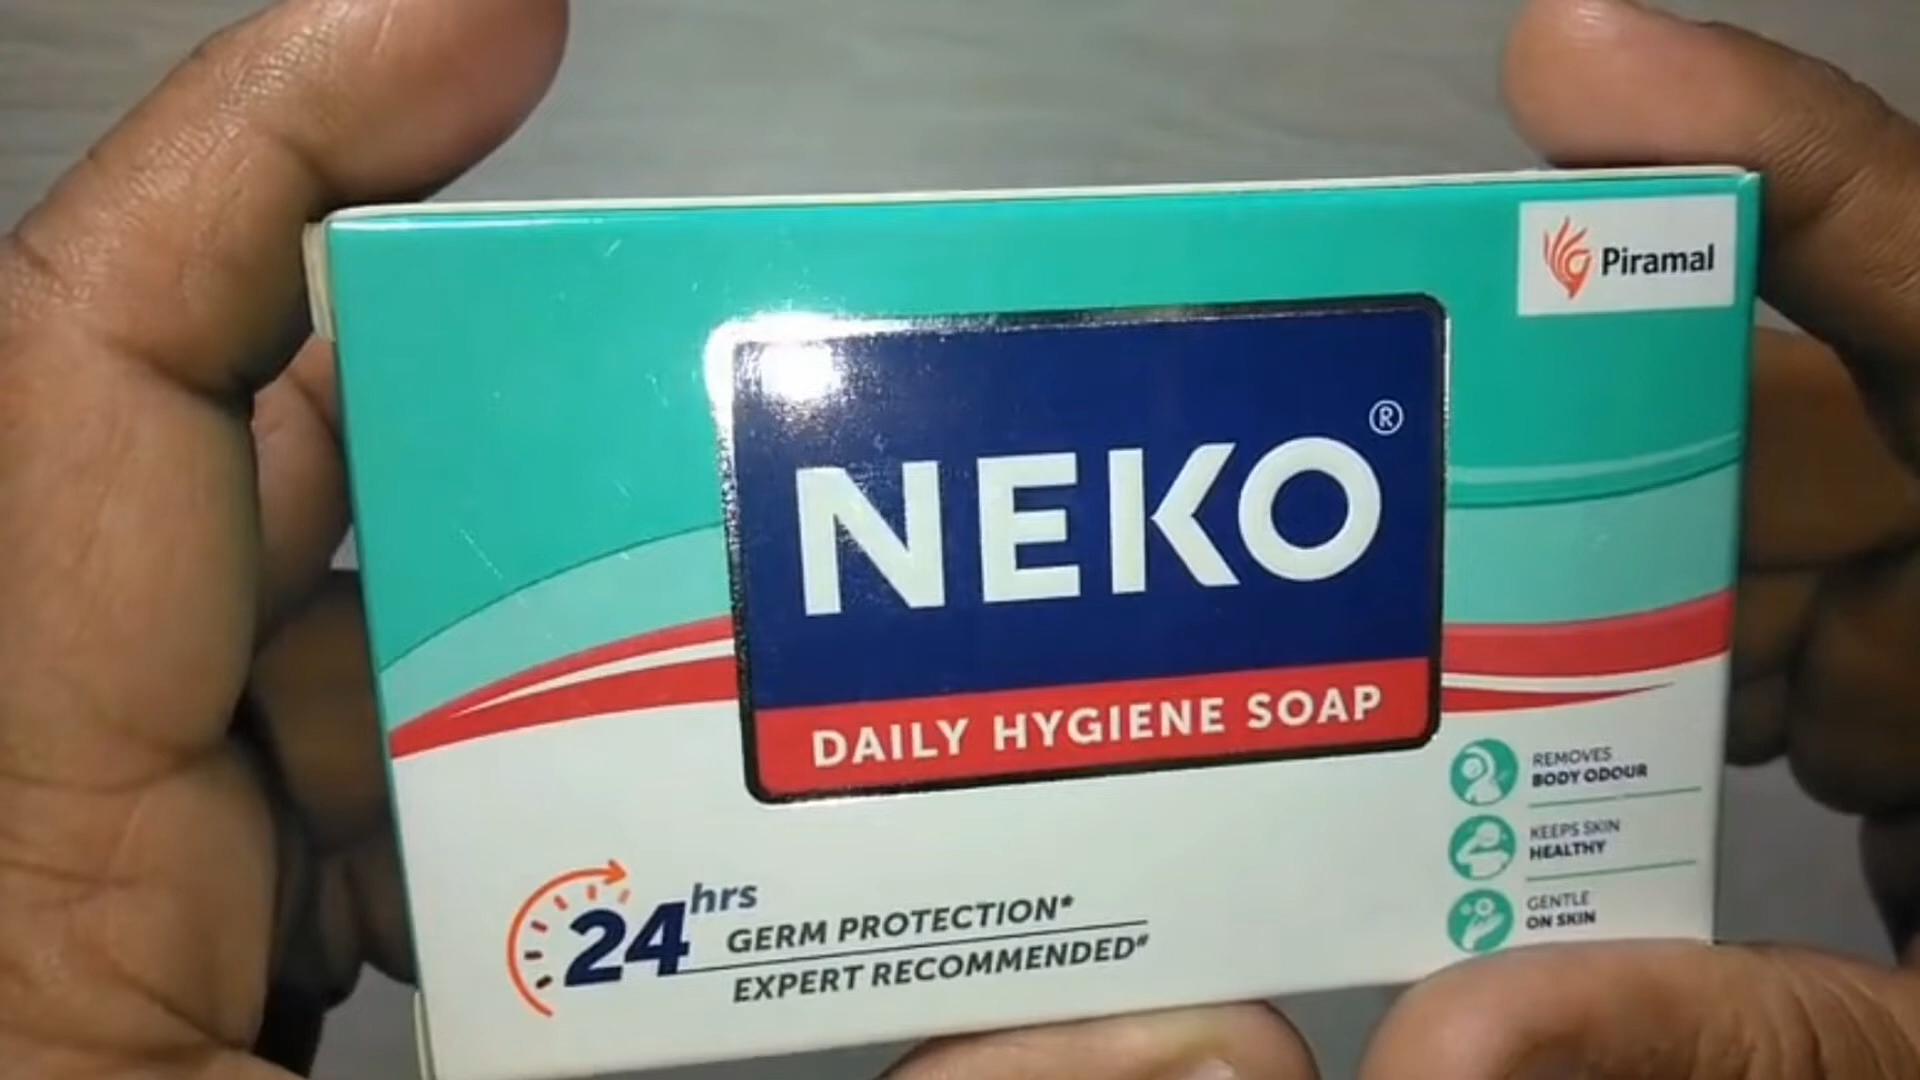 Piramal
NEKO®
DAILY HYGIENE SOAP
REMOVES
BODY ODOUR
KEEPS SKIN
HEALTHY
GENTLE
ON SKIN
24hrs
GERM PROTECTION*
EXPERT RECOMMENDED#